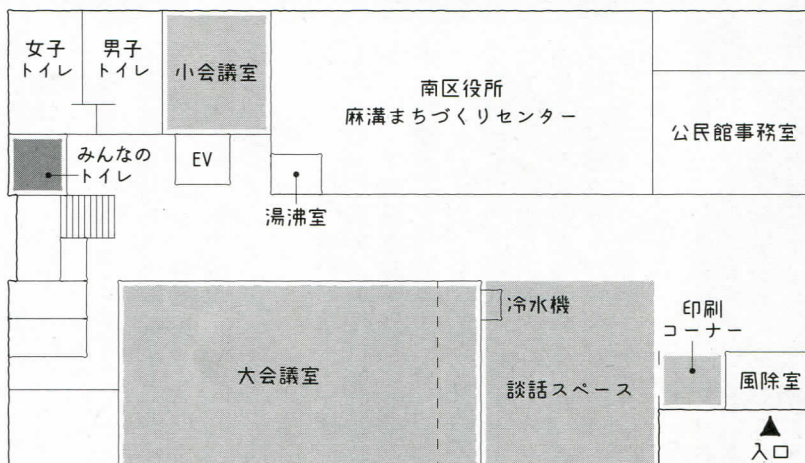 女子
トイレ
男子
トイレ
小会議室
南区役所
麻溝まちづくりセンター
公民館事務室
みんなの
トイレ
EV
湯沸室
冷水機
印刷
コーナー
大会議室
談話スペース
風除室
入口